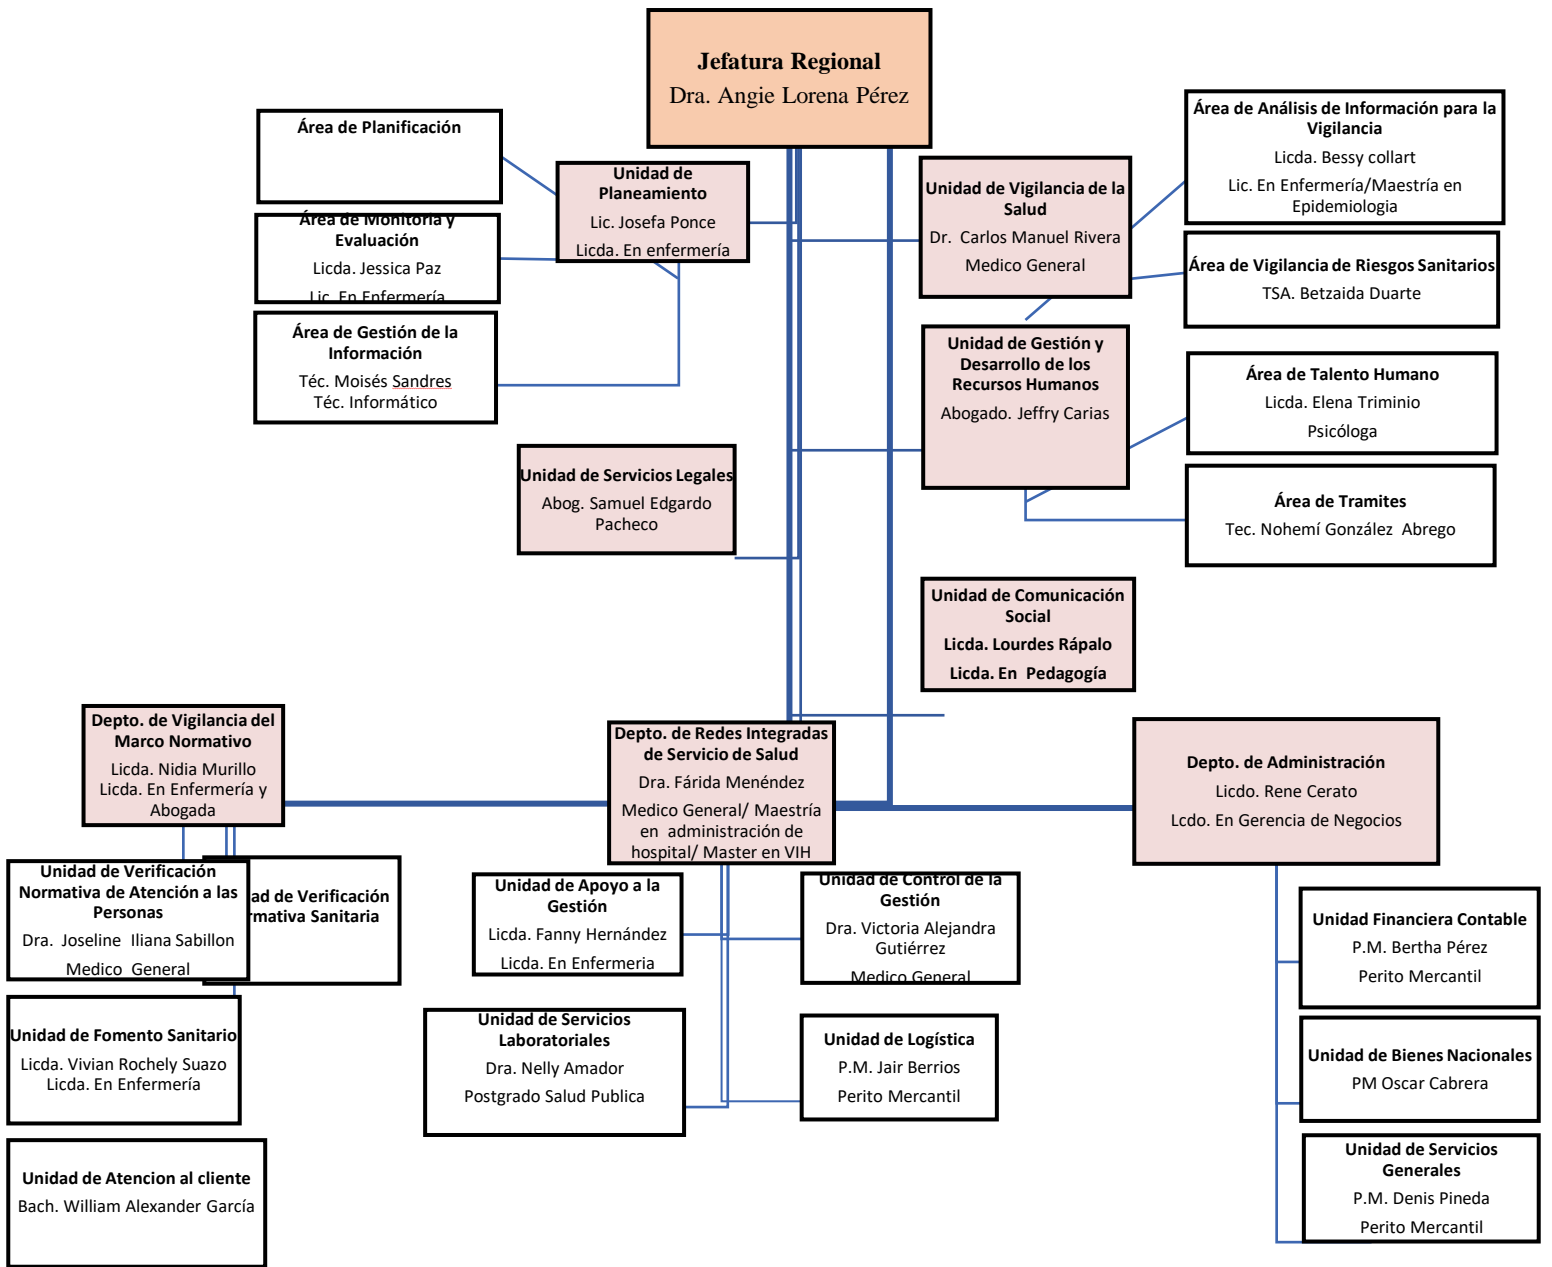 Jefatura Regional
Dra. Angie Lorena Pérez
Área de Planificación
Unidad de
Planeamiento
Lic. Josefa Ponce
Licda. En enfermería
Área de Monitoria y
Evaluación
Licda. Jessica Paz
Lic. En Enfermería
Área de Gestión de la
Información
Téc. Moisés Sandres
Téc. Informático
Unidad de Vigilancia de la
Salud
Dr. Carlos Manuel Rivera
Medico General
Área de Análisis de Información para la
Vigilancia
Licda. Bessy collart
Lic. En Enfermería/Maestría en
Epidemiologia
Área de Vigilancia de Riesgos Sanitarios
TSA. Betzaida Duarte
Unidad de Gestión y
Desarrollo de los
Recursos Humanos
Abogado. Jeffry Carias
Área de Talento Humano
Licda. Elena Triminio
Psicóloga
Área de Tramites
Tec. Nohemí González Abrego
Unidad de Servicios Legales
Abog. Samuel Edgardo
Pacheco
Unidad de Comunicación
Social
Licda. Lourdes Rápalo
Licda. En Pedagogía
Depto. de Vigilancia del
Marco Normativo
Licda. Nidia Murillo
Licda. En Enfermería y
Abogada
Depto. de Redes Integradas
de Servicio de Salud
Dra. Fárida Menéndez
Medico General/ Maestría
en administración de
hospital/ Master en VIH
Depto. de Administración
Licdo. Rene Cerato
Lcdo. En Gerencia de Negocios
Unidad de Verificación
Normativa de Atención a las
Personas
Dra. Joseline Iliana Sabillon
Medico General
ad de Verificación
rmativa Sanitaria
Unidad de Fomento Sanitario
Licda. Vivian Rochely Suazo
Licda. En Enfermería
Unidad de Atencion al cliente
Bach. William Alexander García
Unidad de Apoyo a la
Gestión
Licda. Fanny Hernández
Licda. En Enfermeria
Unidad de Control de la
Gestión
Dra. Victoria Alejandra
Gutiérrez
Medico General
Unidad de Servicios
Laboratoriales
Dra. Nelly Amador
Postgrado Salud Publica
Unidad de Logística
P.M. Jair Berrios
Perito Mercantil
Unidad Financiera Contable
P.M. Bertha Pérez
Perito Mercantil
Unidad de Bienes Nacionales
PM Oscar Cabrera
Unidad de Servicios
Generales
P.M. Denis Pineda
Perito Mercantil